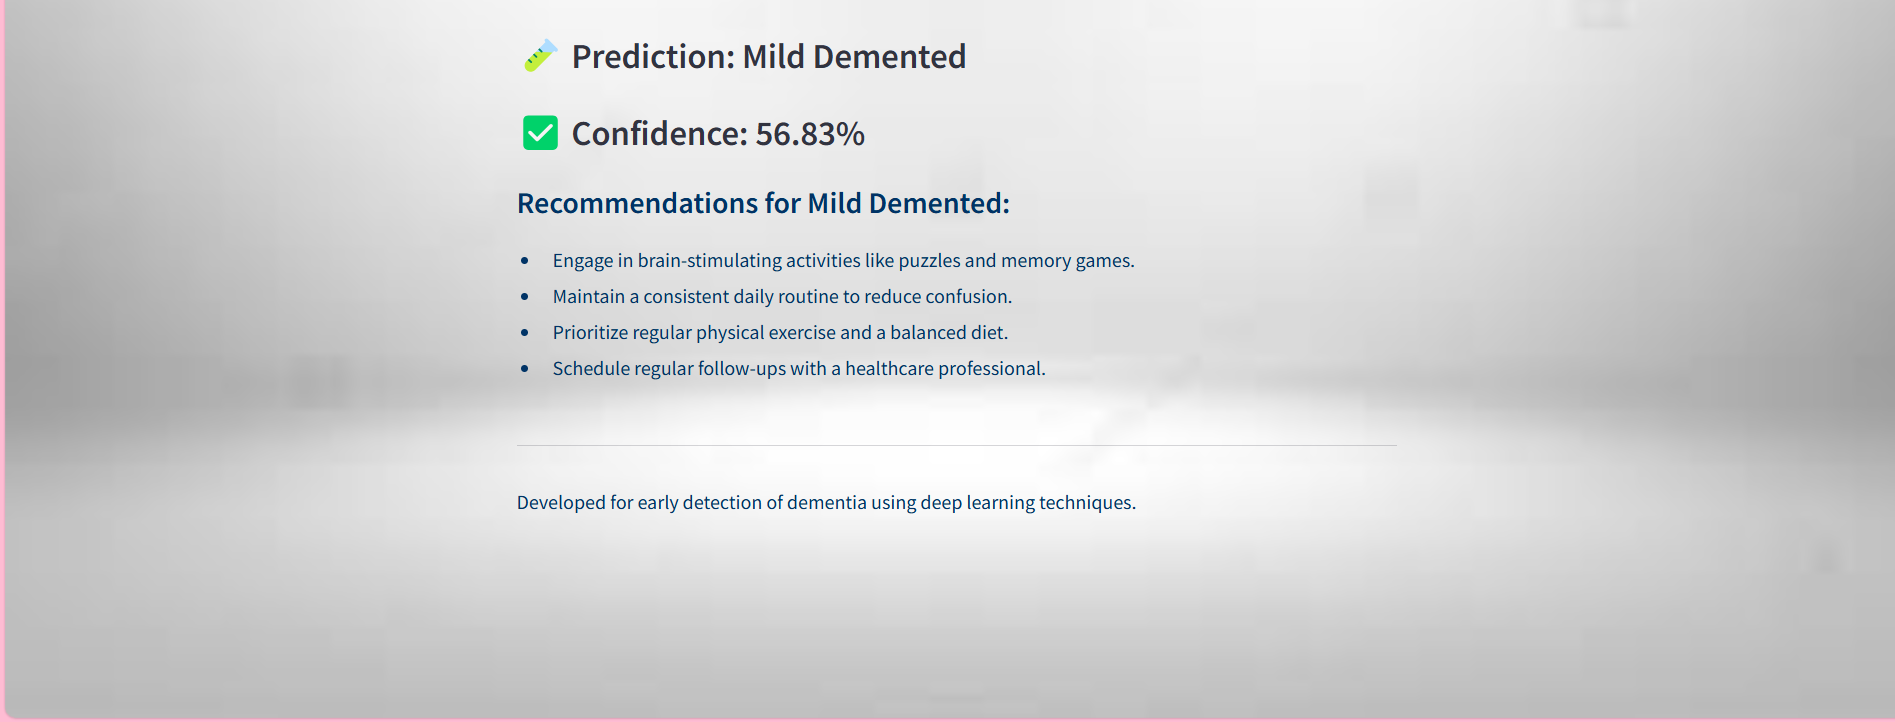 Prediction: Mild Demented
Confidence: 56.83%
Recommendations for Mild Demented:
• Engage in brain-stimulating activities like puzzles and memory games.
• Maintain a consistent daily routine to reduce confusion.
• Prioritize regular physical exercise and a balanced diet.
• Schedule regular follow-ups with a healthcare professional.
Developed for early detection of dementia using deep learning techniques.